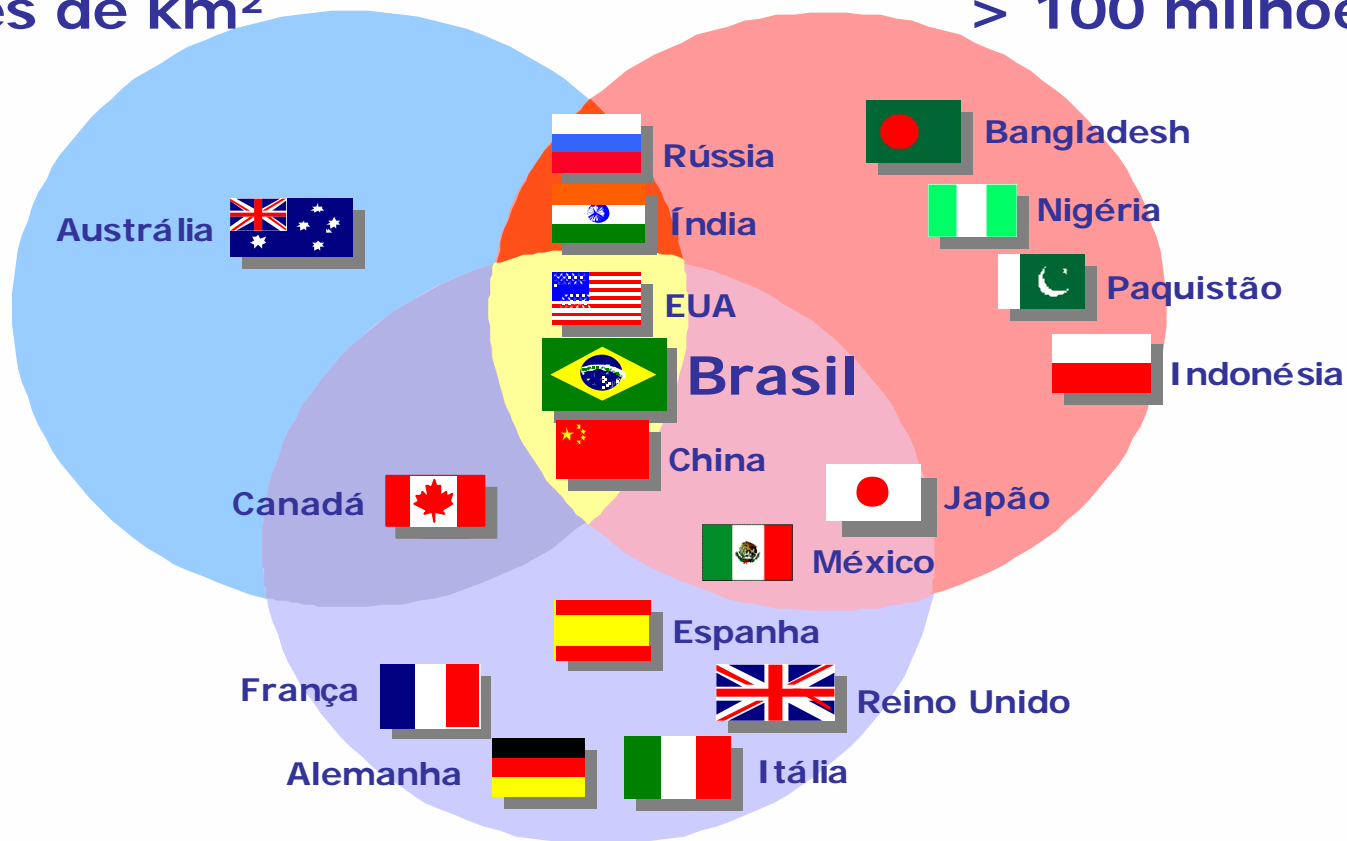 es de km²
> 100 milhõe
Bangladesh
Rússia
Nigéria
Índia
Austrália
Paquistão
EUA
Brasil
Indonésia
China
Canadá
Japão
México
Espanha
França
Reino Unido
Alemanha
Itália